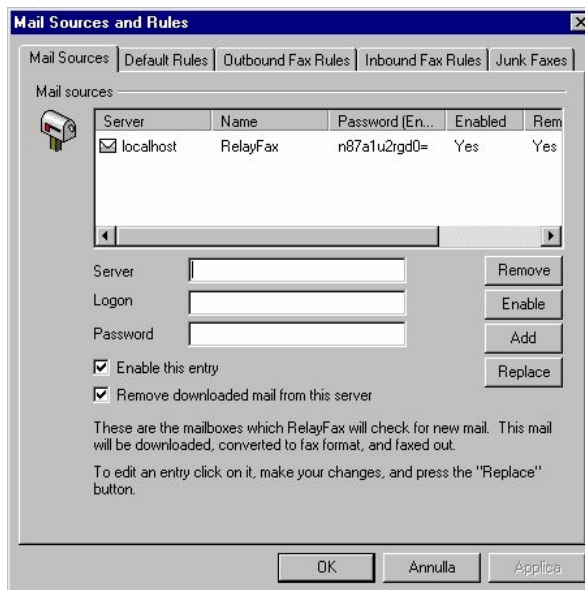 Mail Sources and Rules
Mail Sources
Default Rules
Outbound Fax Rules
Inbound Fax Rules
Junk Faxes
Mail sources
Server Name Password (En... Enabled Rem
localhost RelayFax n87a1u2rgd0= Yes Yes
Server
Remove
Logon
Enable
Password
Add
Enable this entry
Replace
Remove downloaded mail from this server
These are the mailboxes which RelayFax will check for new mail. This mail
will be downloaded, converted to fax format, and faxed out.
To edit an entry click on it, make your changes, and press the "Replace"
button.
OK
Annulla
Applica